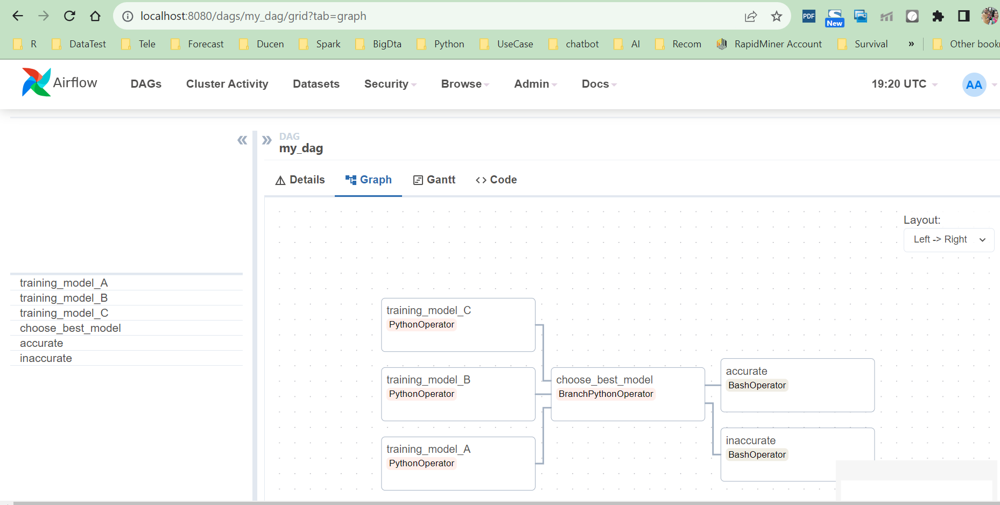 localhost:8080/dags/my_dag/grid?tab=graph
PDF
New
R DataTest Tele Forecast Ducen Spark BigDta Python UseCase chatbot AI Recom RapidMiner Account Survival » Other book
Airflow DAGs Cluster Activity Datasets Security Browse Admin Docs 19:20 UTC AA
DAG
my_dag
Details Graph Gantt Code
Layout:
Left -> Right
training_model_A
training_model_B
training_model_C
choose_best_model
accurate
inaccurate
training_model_C
PythonOperator
training_model_B
PythonOperator
training_model_A
PythonOperator
choose_best_model
BranchPythonOperator
accurate
BashOperator
inaccurate
BashOperator